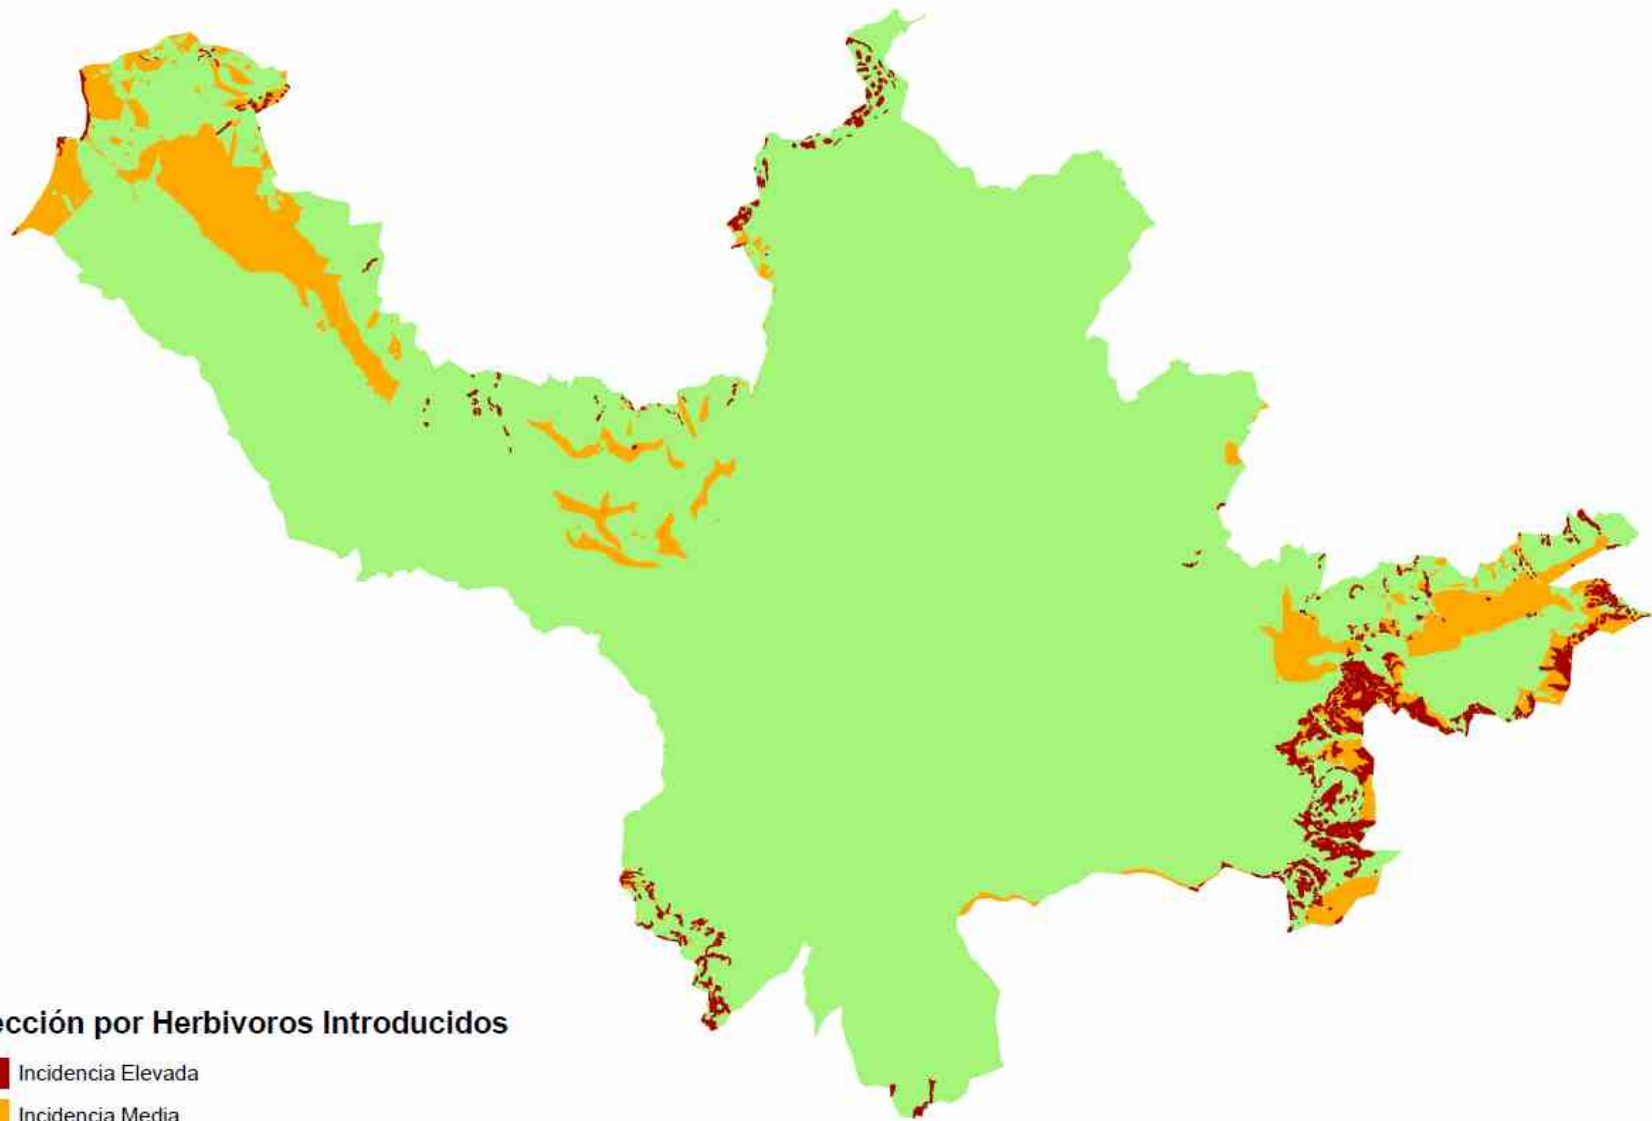 ección por Herbivoros Introducidos
Incidencia Elevada
Incidencia Media